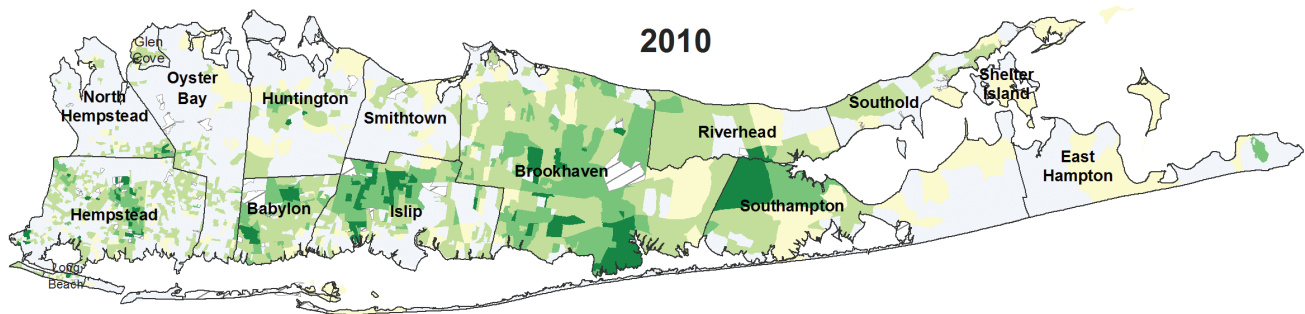 2010
Glen
Cove
Oyster
Bay
North
Hempstead
Huntington
Smithtown
Brookhaven
Riverhead
Southold
Shelter
Island
East
Hampton
Southampton
Islip
Babylon
Hempstead
Long
Beach